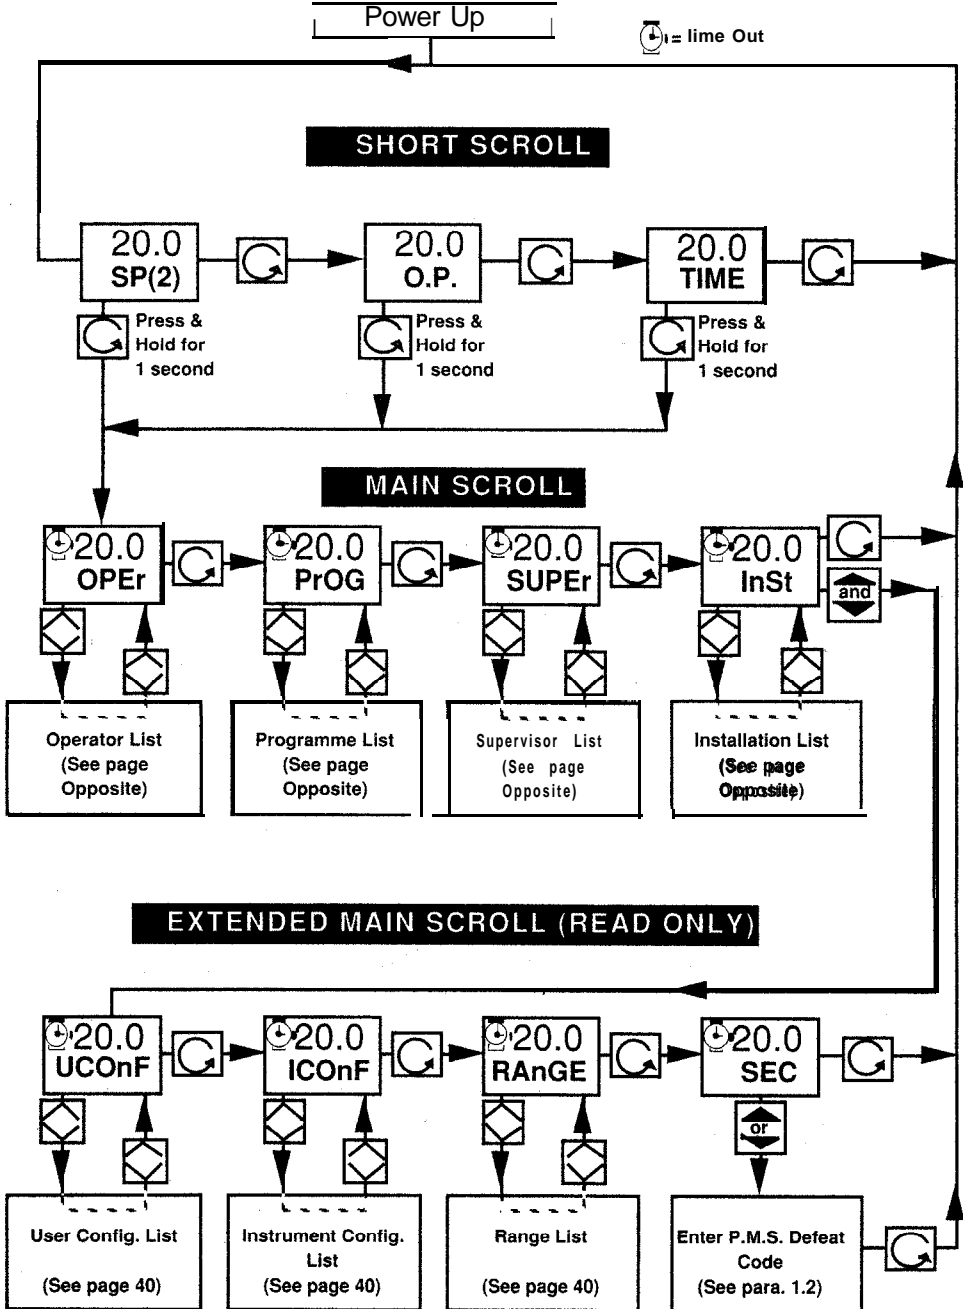 Power Up
= lime Out
SHORT SCROLL
20.0
SP(2)
20.0
O.P.
20.0
TIME
Press &
Hold for
1 second
Press &
Hold for
1 second
Press &
Hold for
1 second
MAIN SCROLL
20.0
OPEr
20.0
PrOG
20.0
SUPEr
20.0
InSt
and
Operator List
(See page
Opposite)
Programme List
(See page
Opposite)
Supervisor List
(See page
Opposite)
Installation List
(See page
Opposite)
EXTENDED MAIN SCROLL (READ ONLY)
20.0
UCOnF
20.0
ICOnF
20.0
RAnGE
20.0
SEC
or
User Config. List
(See page 40)
Instrument Config.
List
(See page 40)
Range List
(See page 40)
Enter P.M.S. Defeat
Code
(See para. 1.2)